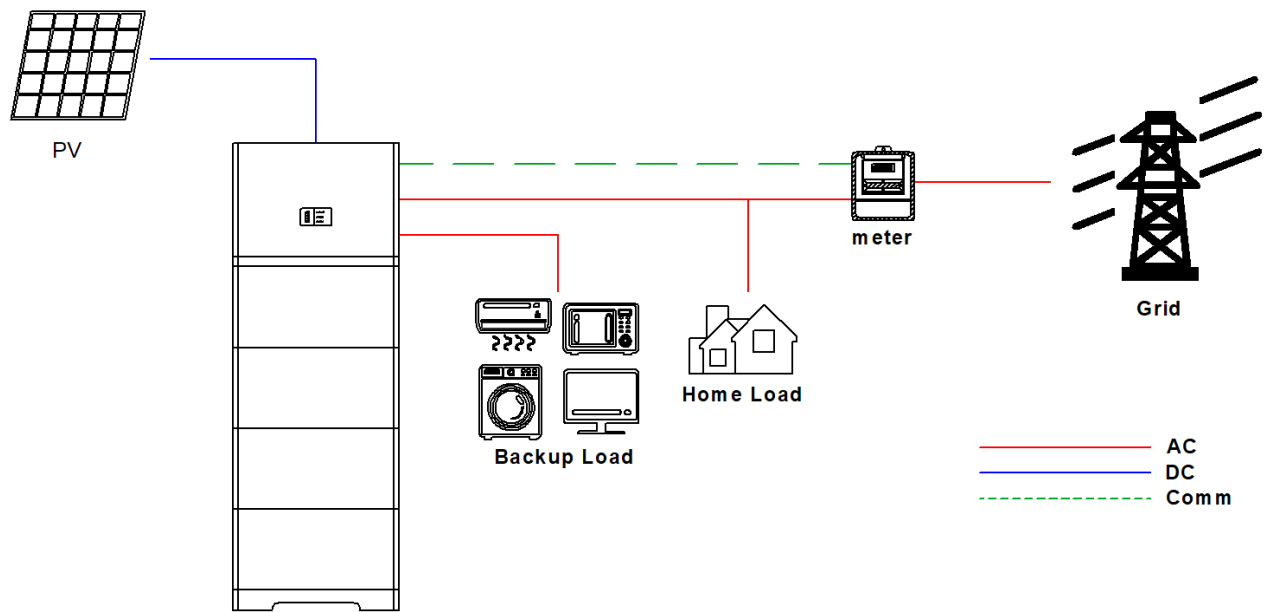 PV
meter
Grid
Home Load
Backup Load
AC
DC
Comm